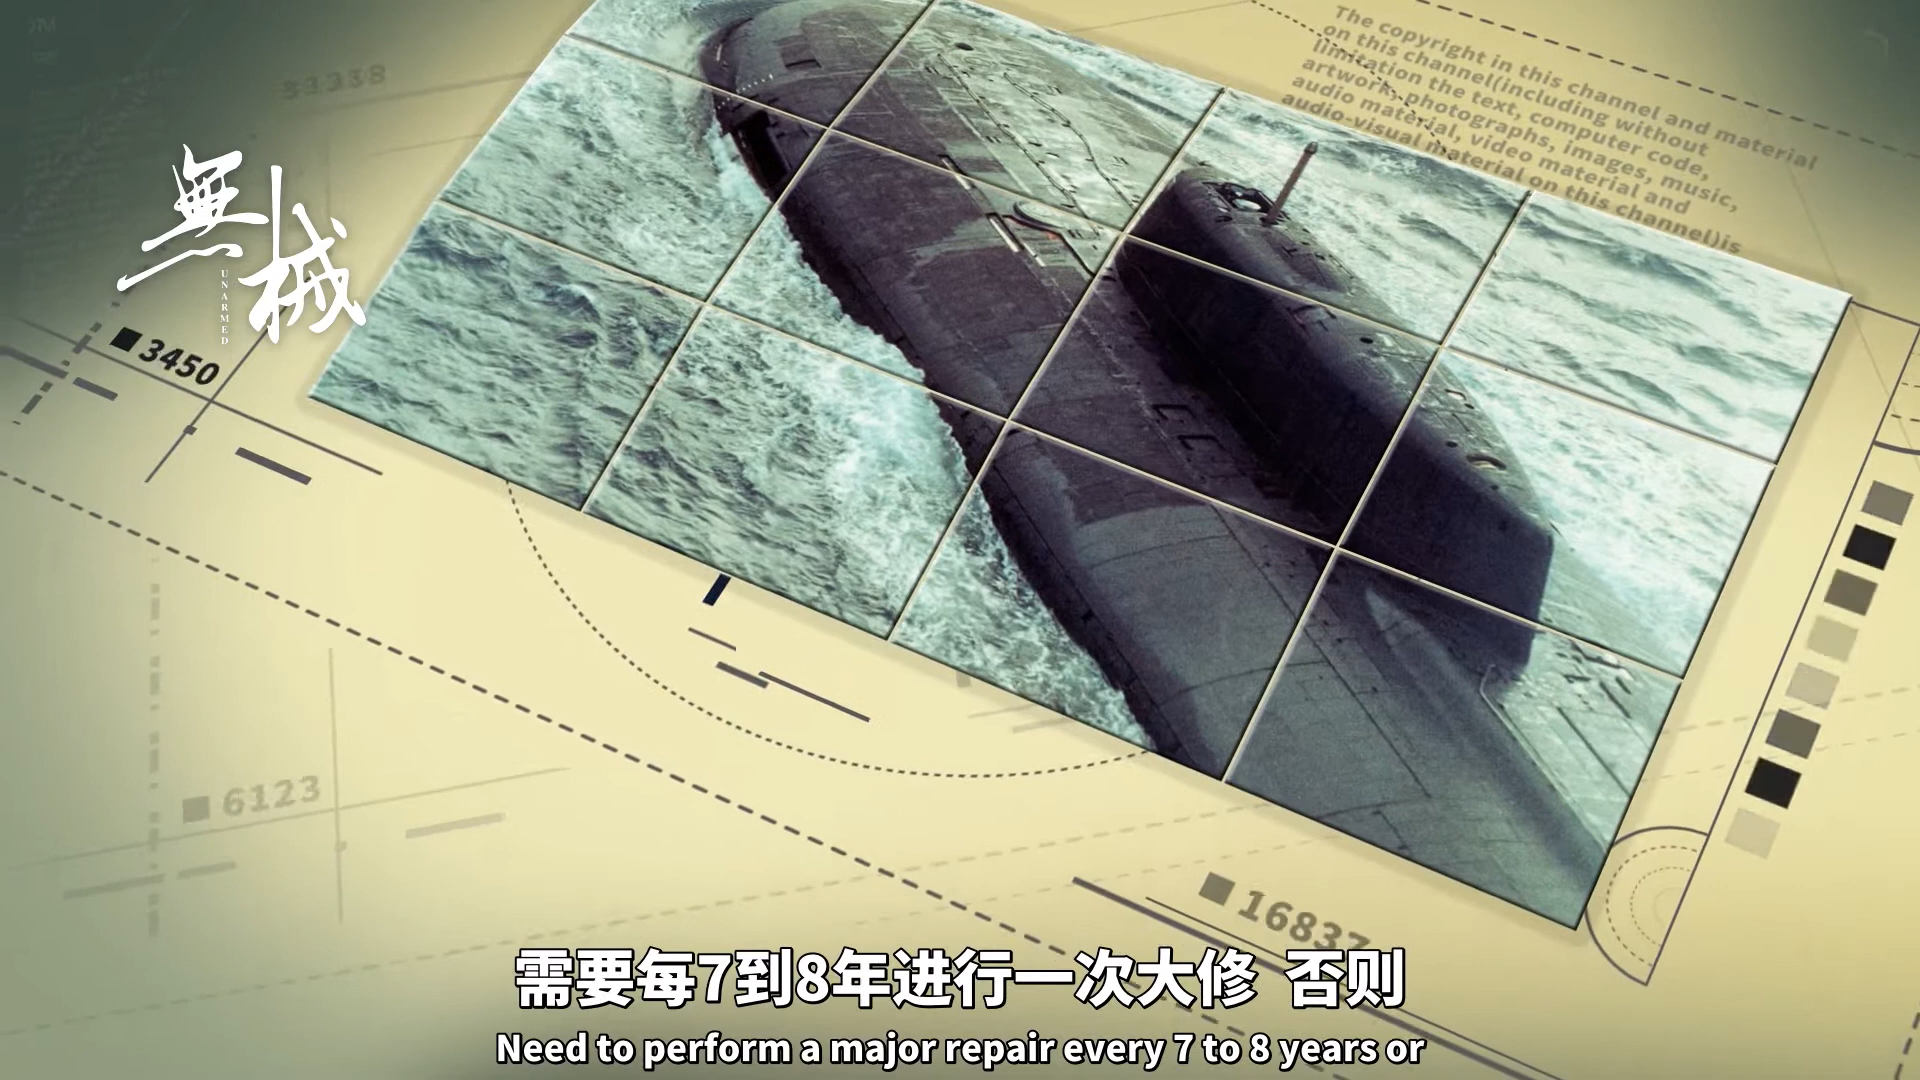 33338
The copyright in this channel and material
on this channel(including without
limitation the text, computer code,
artwork, photographs, images, music,
audio material, video material and
audio-visual material on this channel)is
無械
UNARMED
3450
6123
16837
需要每7到8年进行一次大修 否则
Need to perform a major repair every 7 to 8 years or